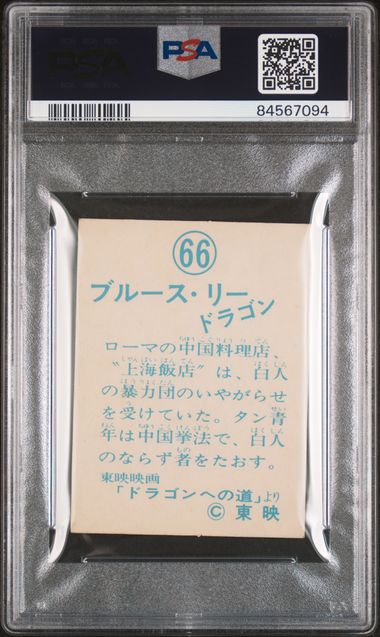 PSA
PSA
84567094
66
ブルース・リー
ドラゴン
ローマの中国料理店、
〝上海飯店〟は、白人
の暴力団のいやがらせ
を受けていた。タン青
年は中国拳法で、白人
のならず者をたおす。
東映映画
「ドラゴンへの道」より
© 東映